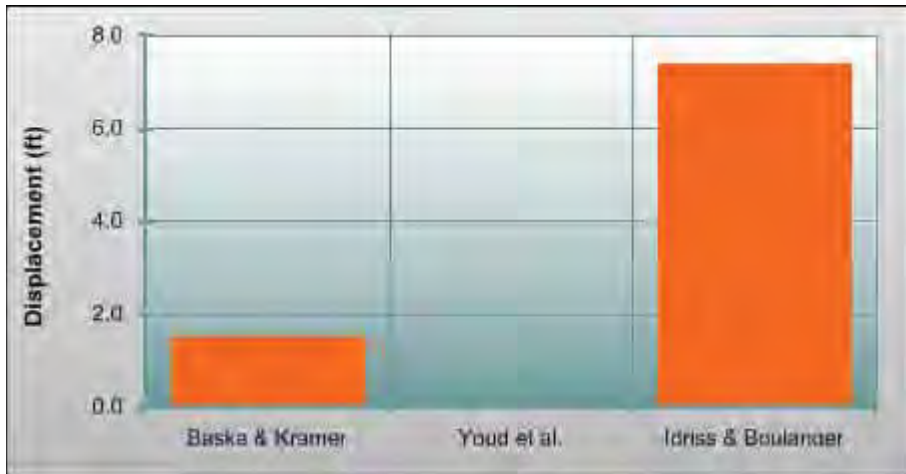 Displacement (ft)
8.0
6.0
4.0
2.0
0.0
Baska & Kramer
Youd et al.
Idriss & Boulanger